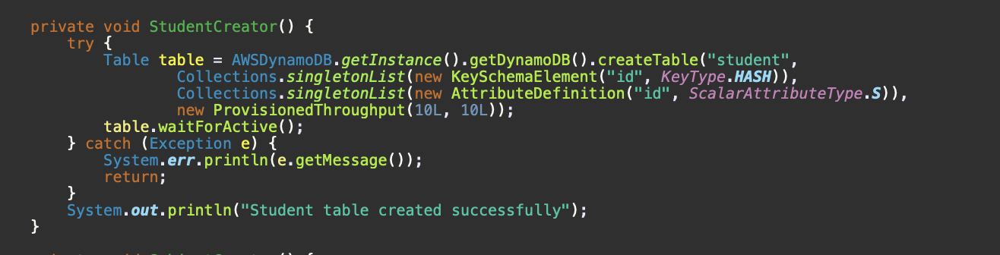 private void StudentCreator() {
try {
Table table = AWSDynamoDB.getInstance().getDynamoDB().createTable("student",
Collections.singletonList(new KeySchemaElement("id", KeyType.HASH)),
Collections.singletonList(new AttributeDefinition("id", ScalarAttributeType.S)),
new ProvisionedThroughput(10L, 10L));
table.waitForActive();
} catch (Exception e) {
System.err.println(e.getMessage());
return;
}
System.out.println("Student table created successfully");
}